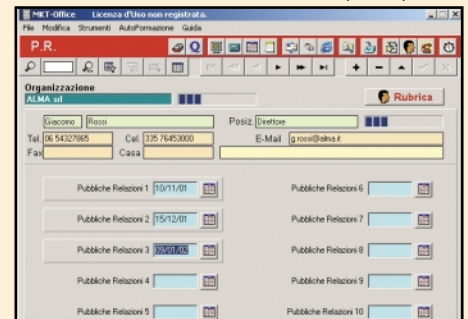 MKT-Office Licenza d'Uso non registrata.
File Modifica Strumenti AutoFormazione Guida
P.R.
Organizzazione
ALMA srl
Rubrica
Giacomo Rossi Posiz. Direttore
Tel. 06 54327865 Cel. 335 76453000 E-Mail g.rossi@alma.it
Fax Casa
Pubbliche Relazioni 1 10/11/01 Pubbliche Relazioni 6
Pubbliche Relazioni 2 15/12/01 Pubbliche Relazioni 7
Pubbliche Relazioni 3 09/01/02 Pubbliche Relazioni 8
Pubbliche Relazioni 4 Pubbliche Relazioni 9
Pubbliche Relazioni 5 Pubbliche Relazioni 10